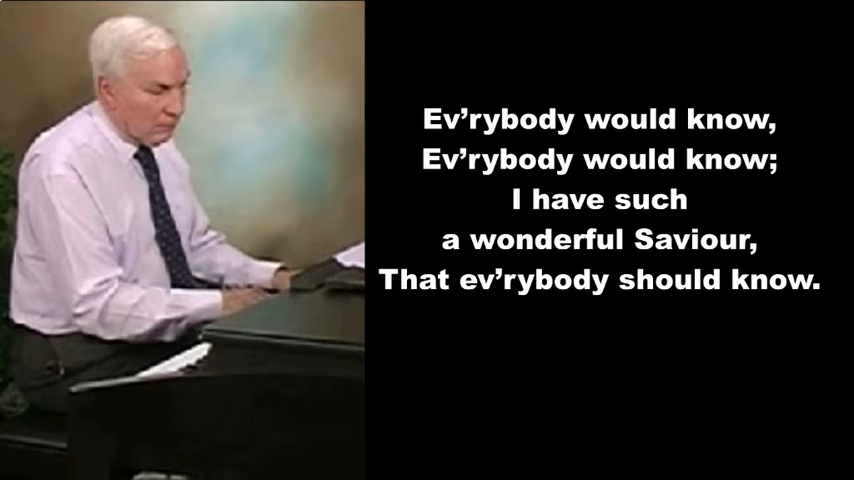 Ev’rybody would know,
Ev’rybody would know;
I have such
a wonderful Saviour,
That ev’rybody should know.